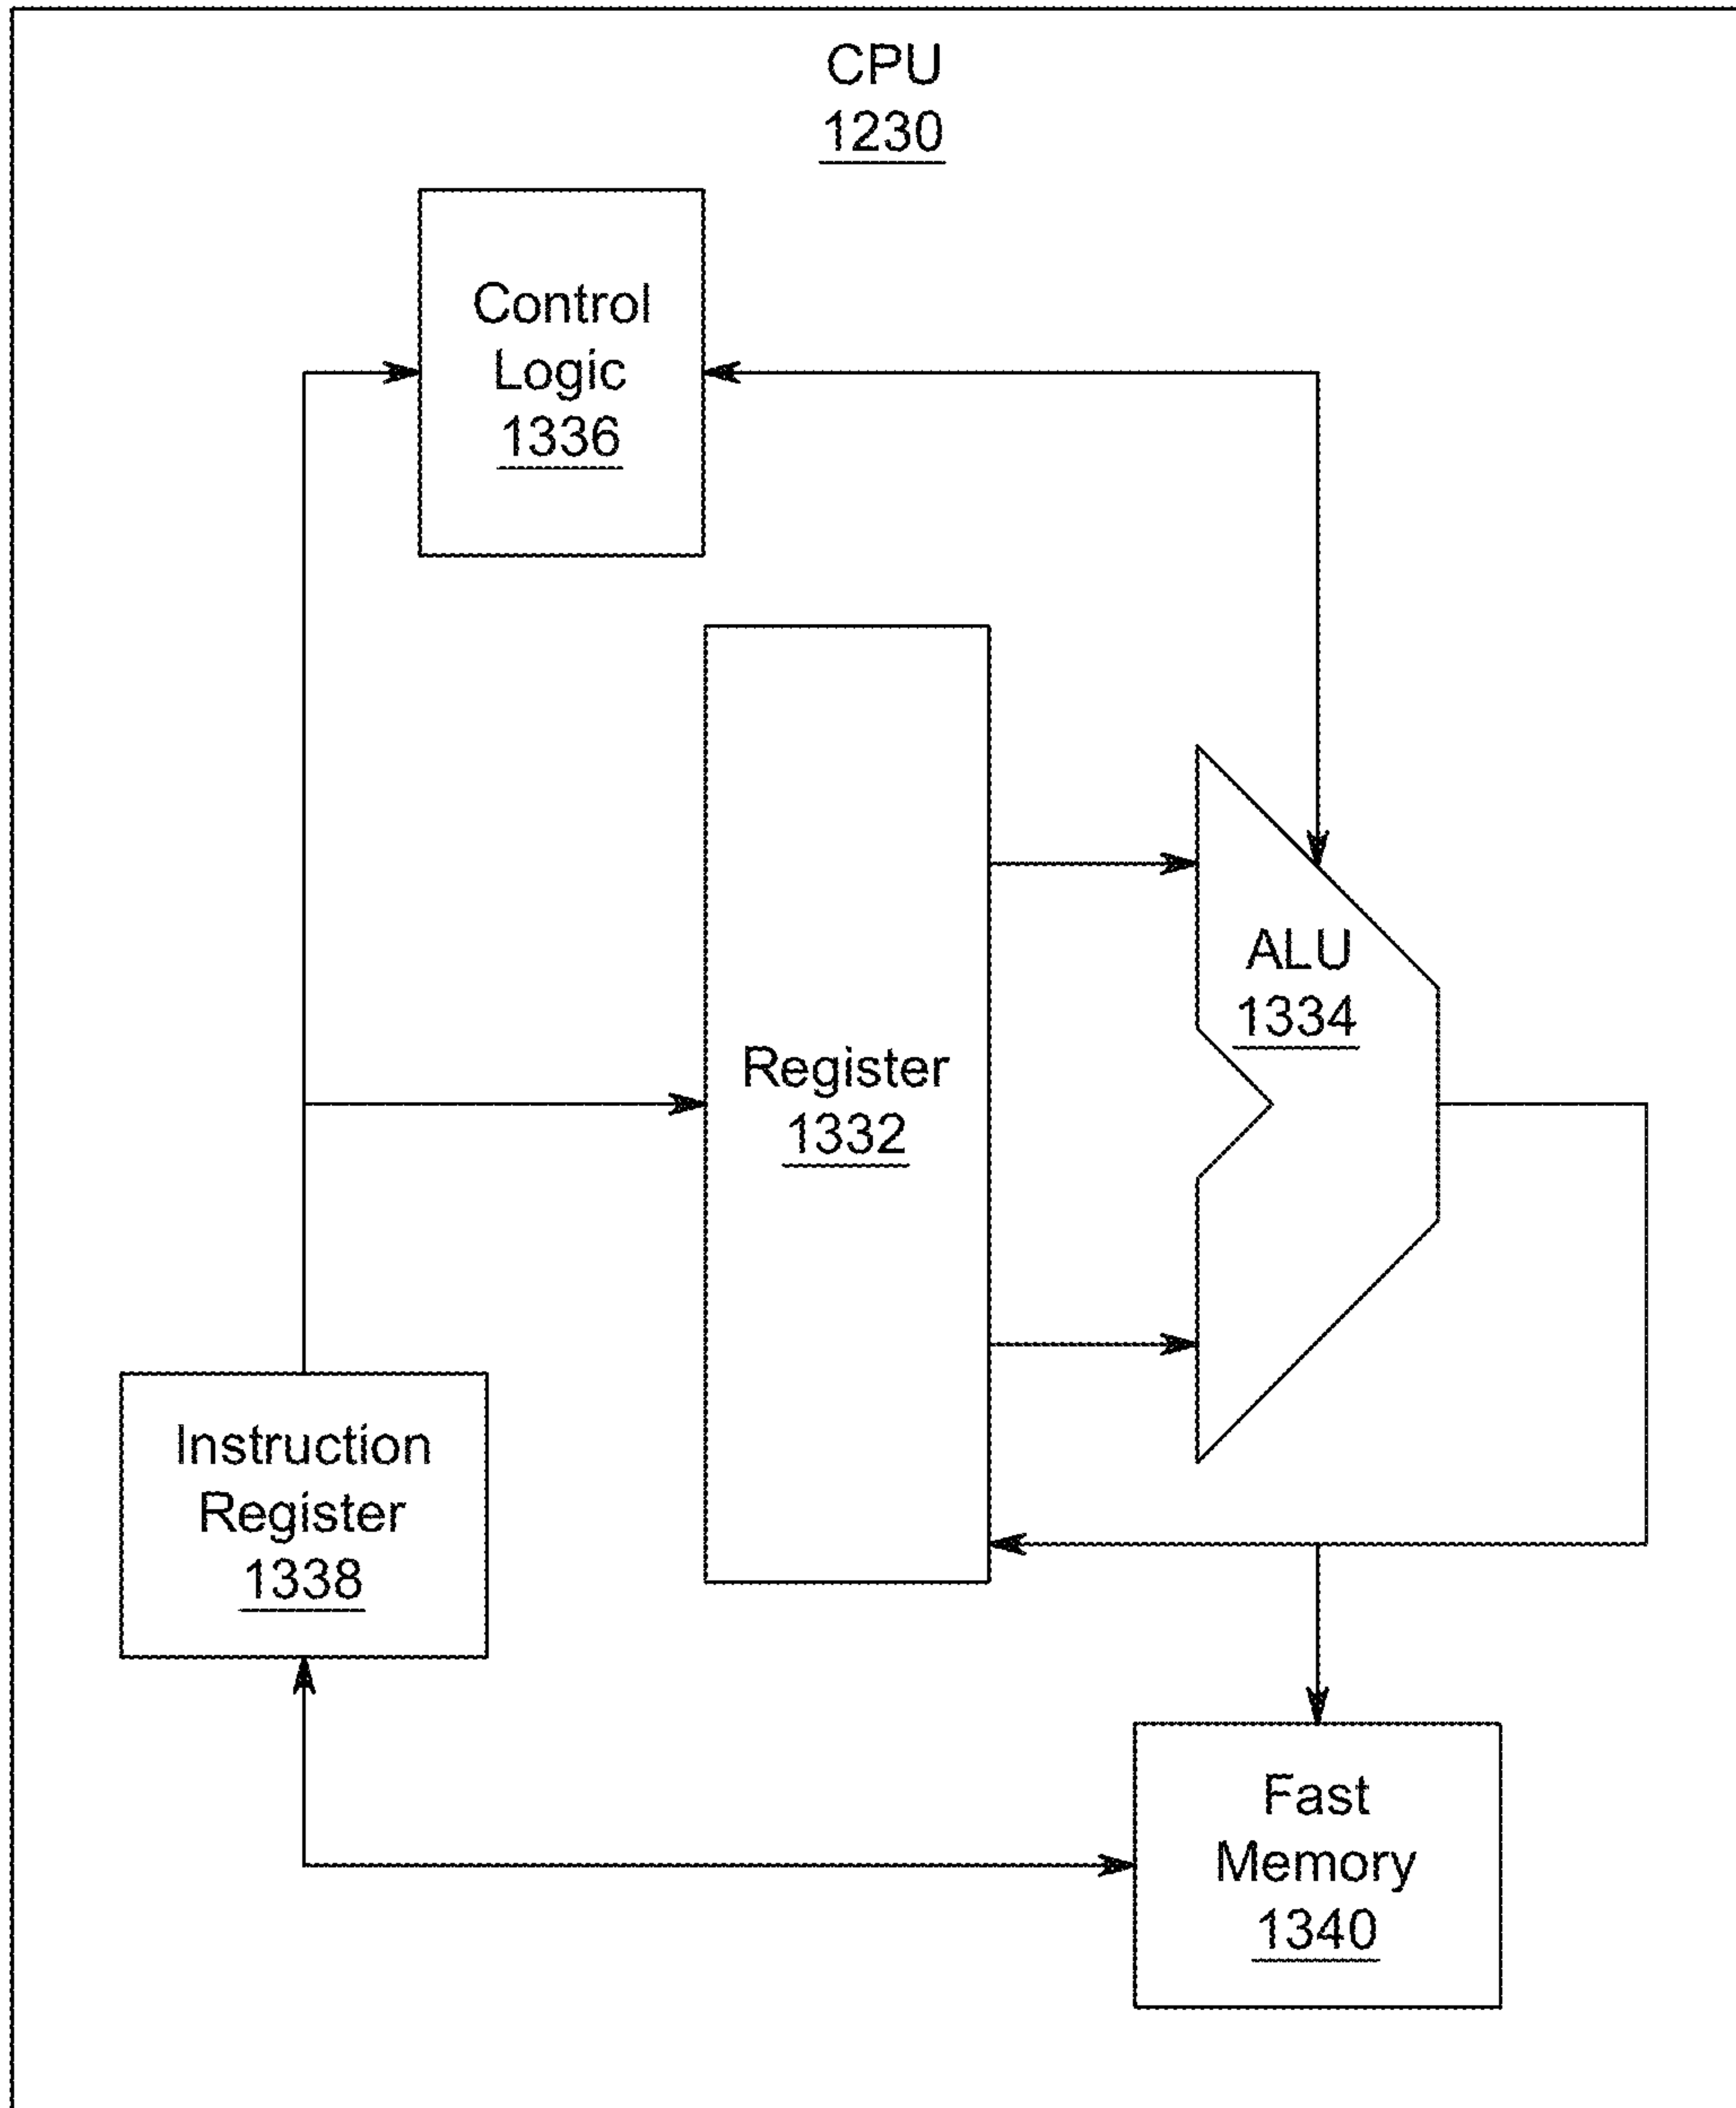 CPU
1230
Control
Logic
1336
ALU
1334
Register
1332
Instruction
Register
1338
Fast
Memory
1340